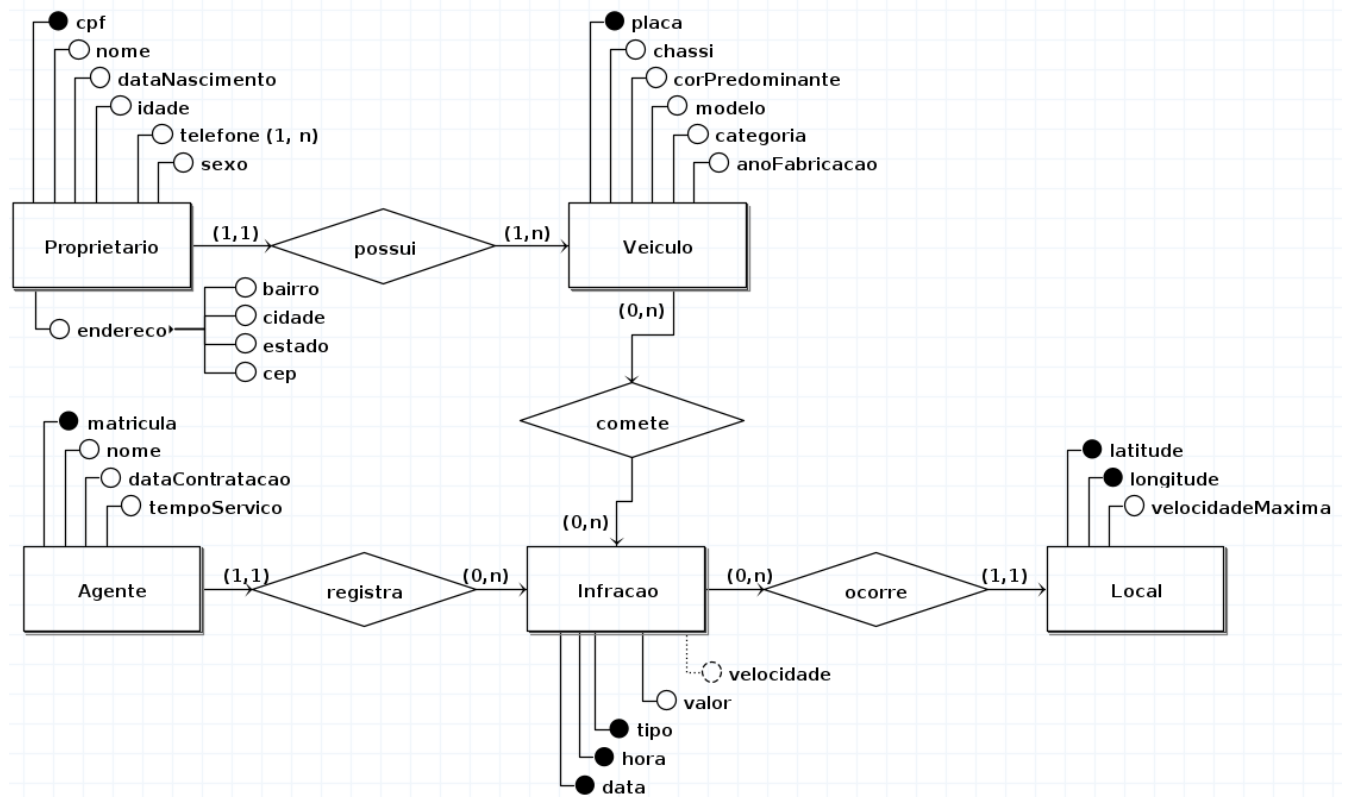 cpf
nome
dataNascimento
idade
telefone (1, n)
sexo
placa
chassi
corPredominante
modelo
categoria
anoFabricacao
Proprietario
(1,1)
possui
(1,n)
Veiculo
endereco
bairro
cidade
estado
cep
(0,n)
comete
(0,n)
matricula
nome
dataContratacao
tempoServico
latitude
longitude
velocidadeMaxima
Agente
(1,1)
registra
(0,n)
Infracao
(0,n)
ocorre
(1,1)
Local
velocidade
valor
tipo
hora
data